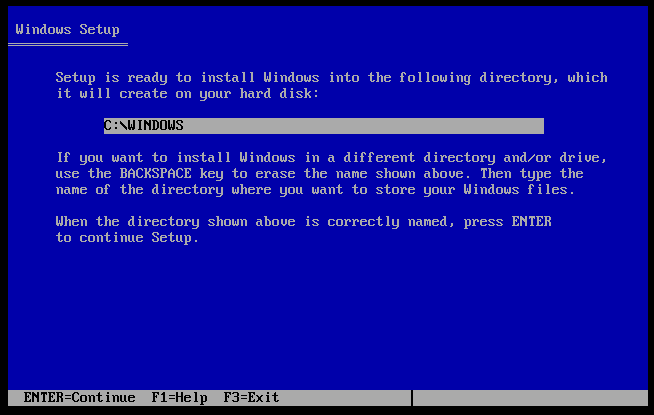 Windows Setup
Setup is ready to install Windows into the following directory, which
it will create on your hard disk:
C:\WINDOWS
If you want to install Windows in a different directory and/or drive,
use the BACKSPACE key to erase the name shown above. Then type the
name of the directory where you want to store your Windows files.
When the directory shown above is correctly named, press ENTER
to continue Setup.
ENTER=Continue  F1=Help  F3=Exit